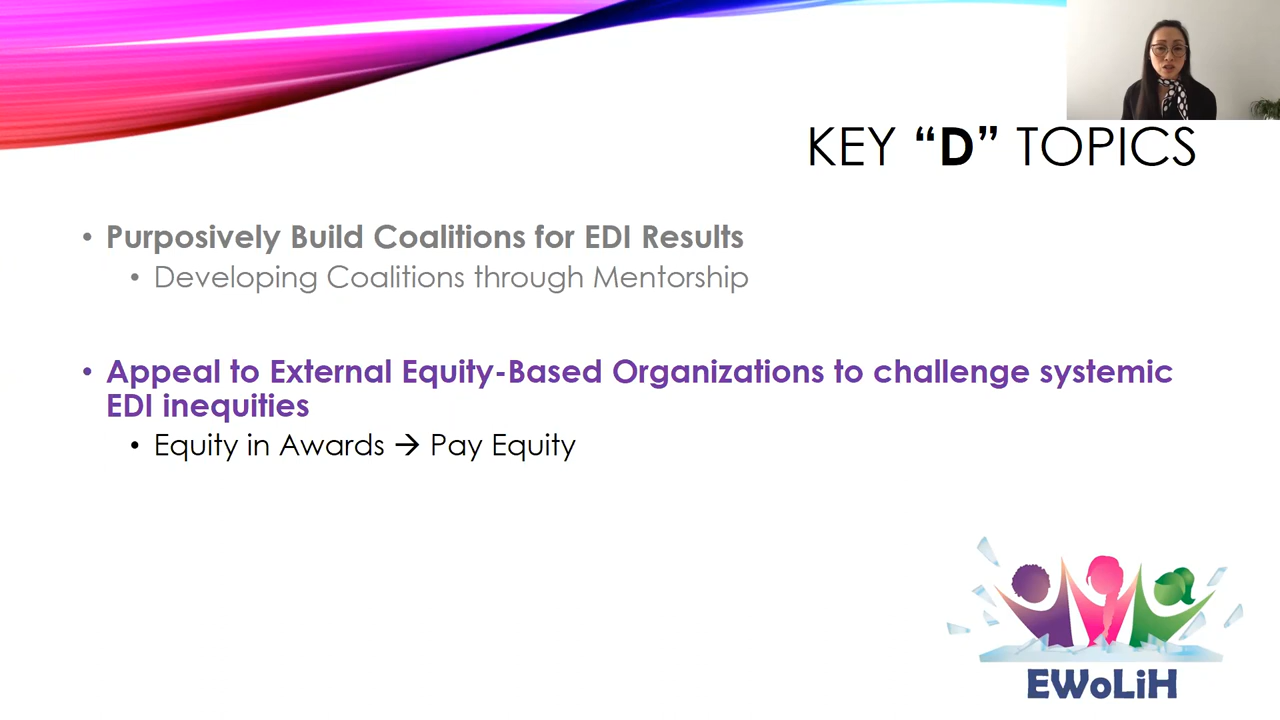 KEY “D” TOPICS
• Purposively Build Coalitions for EDI Results
• Developing Coalitions through Mentorship
• Appeal to External Equity-Based Organizations to challenge systemic
EDI inequities
• Equity in Awards → Pay Equity
EWoLiH